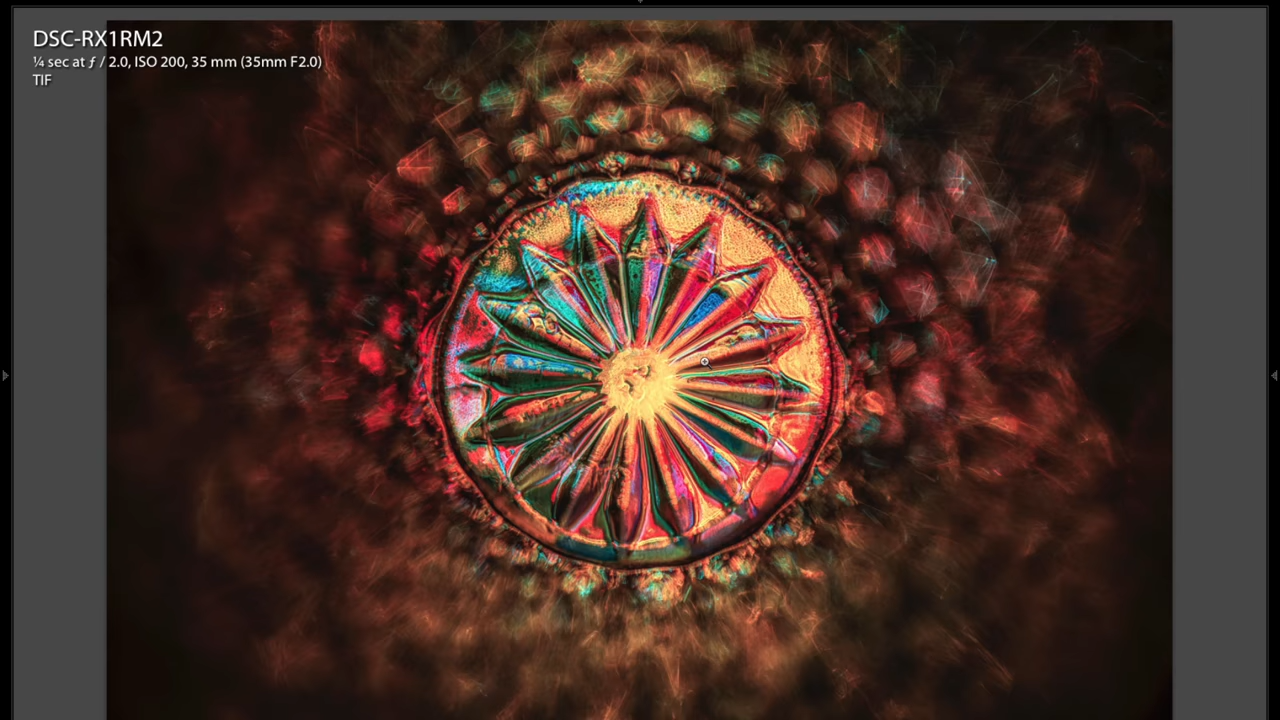 DSC-RX1RM2
¼ sec at ƒ / 2.0, ISO 200, 35 mm (35mm F2.0)
TIF